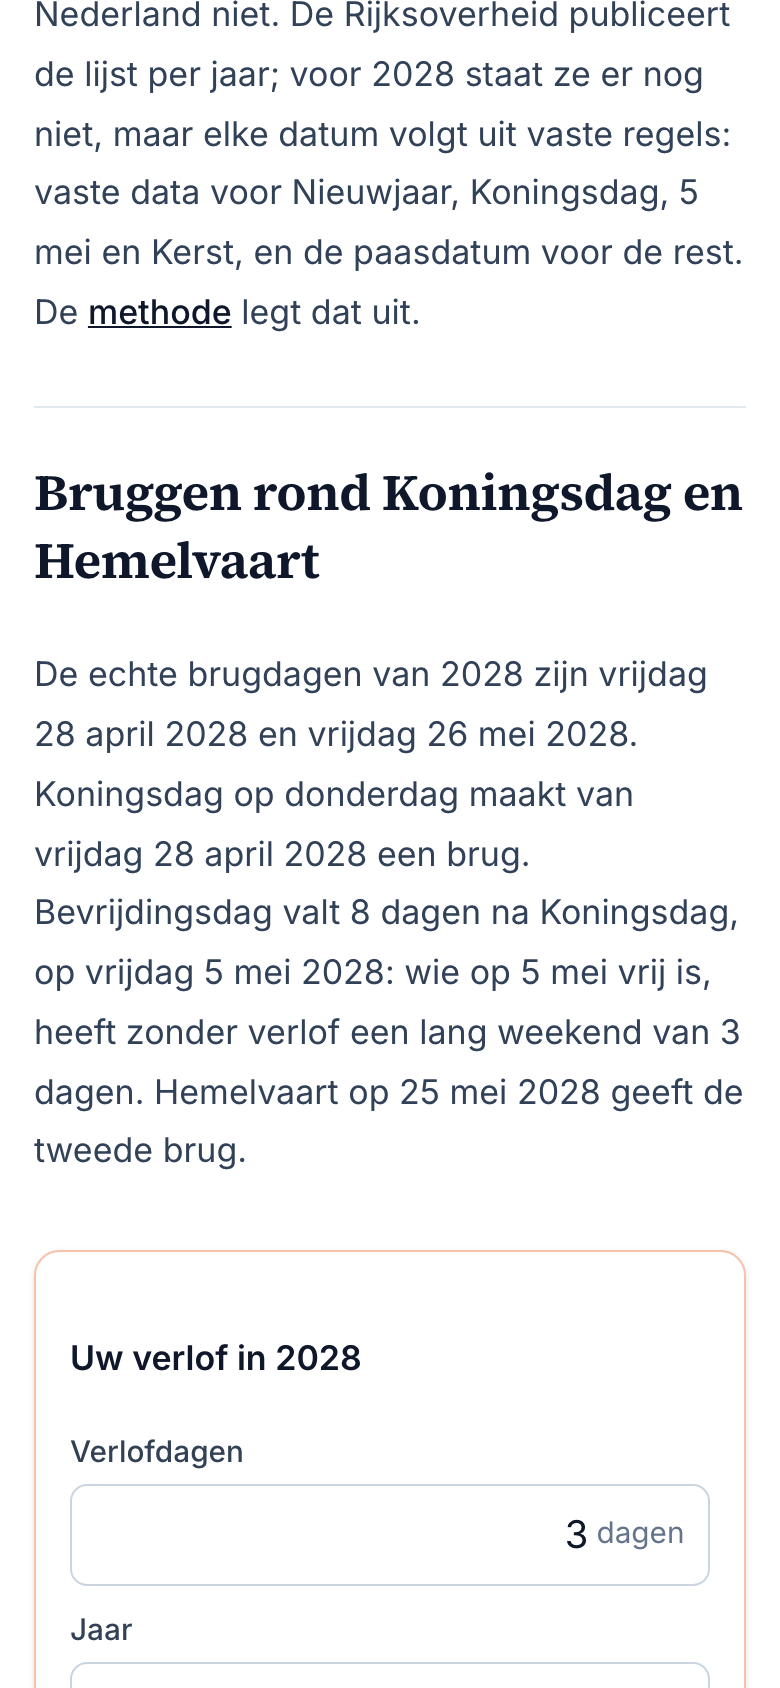 Nederland niet. De Rijksoverheid publiceert
de lijst per jaar; voor 2028 staat ze er nog
niet, maar elke datum volgt uit vaste regels:
vaste data voor Nieuwjaar, Koningsdag, 5
mei en Kerst, en de paasdatum voor de rest.
De methode legt dat uit.
Bruggen rond Koningsdag en
Hemelvaart
De echte brugdagen van 2028 zijn vrijdag
28 april 2028 en vrijdag 26 mei 2028.
Koningsdag op donderdag maakt van
vrijdag 28 april 2028 een brug.
Bevrijdingsdag valt 8 dagen na Koningsdag,
op vrijdag 5 mei 2028: wie op 5 mei vrij is,
heeft zonder verlof een lang weekend van 3
dagen. Hemelvaart op 25 mei 2028 geeft de
tweede brug.
Uw verlof in 2028
Verlofdagen
3 dagen
Jaar